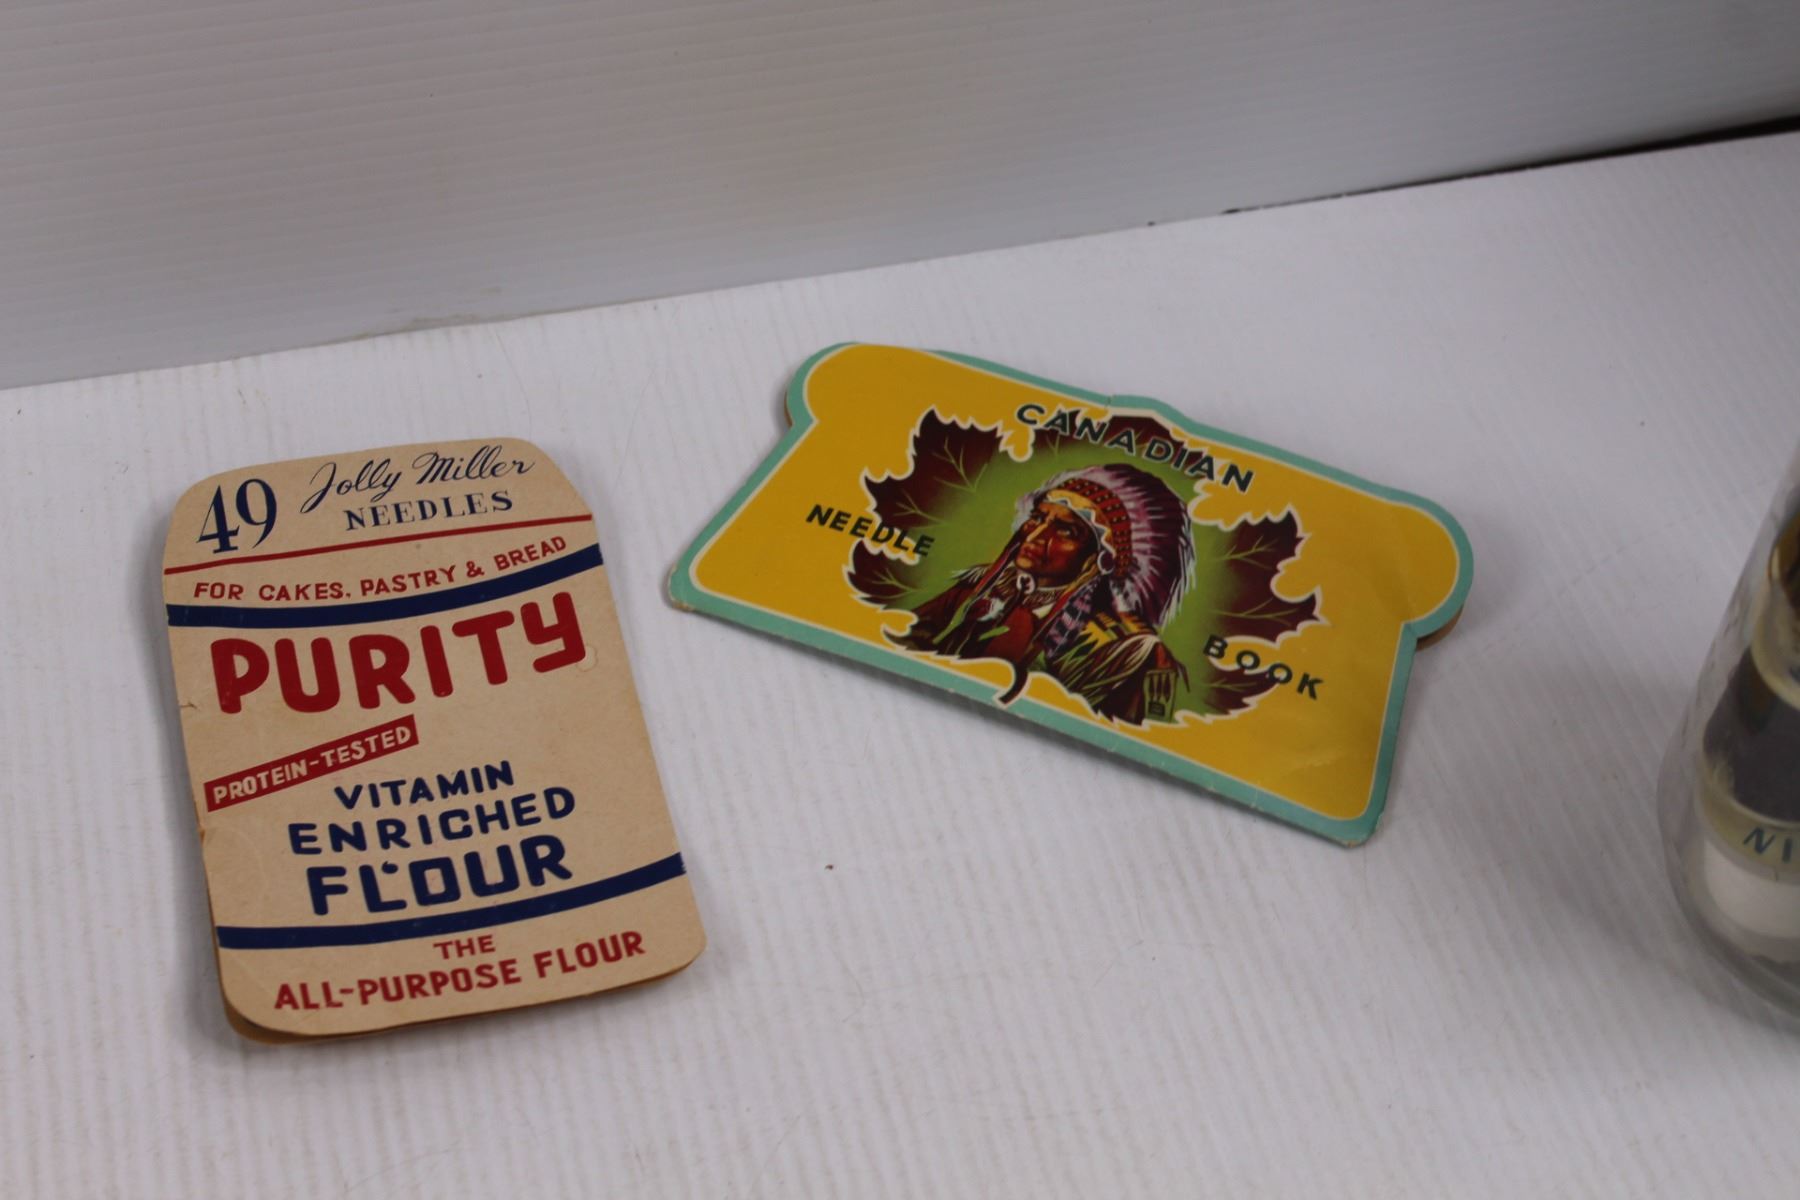 49 Jolly Miller
NEEDLES
FOR CAKES, PASTRY & BREAD
PURITY
PROTEIN-TESTED
VITAMIN
ENRICHED
FLOUR
THE
ALL-PURPOSE FLOUR
CANADIAN
NEEDLE
BOOK